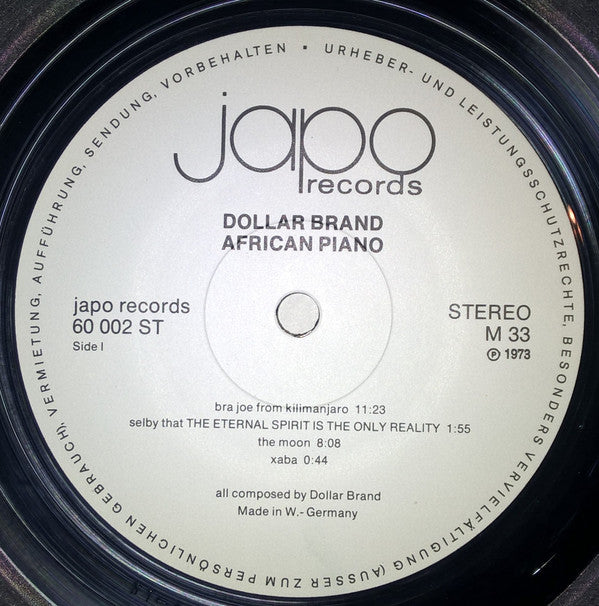 URHEBER- UND LEISTUNGSSCHUTZRECHTE, BESONDERS VERVIELFÄLTIGUNG (AUSSER ZUM PERSÖNLICHEN GEBRAUCH), VERMIETUNG, AUFFÜHRUNG, SENDUNG, VORBEHALTEN •
japo
records
DOLLAR BRAND
AFRICAN PIANO
japo records
60 002 ST
Side I
STEREO
M 33
℗ 1973
bra joe from kilimanjaro 11:23
selby that THE ETERNAL SPIRIT IS THE ONLY REALITY 1:55
the moon 8:08
xaba 0:44
all composed by Dollar Brand
Made in W.- Germany